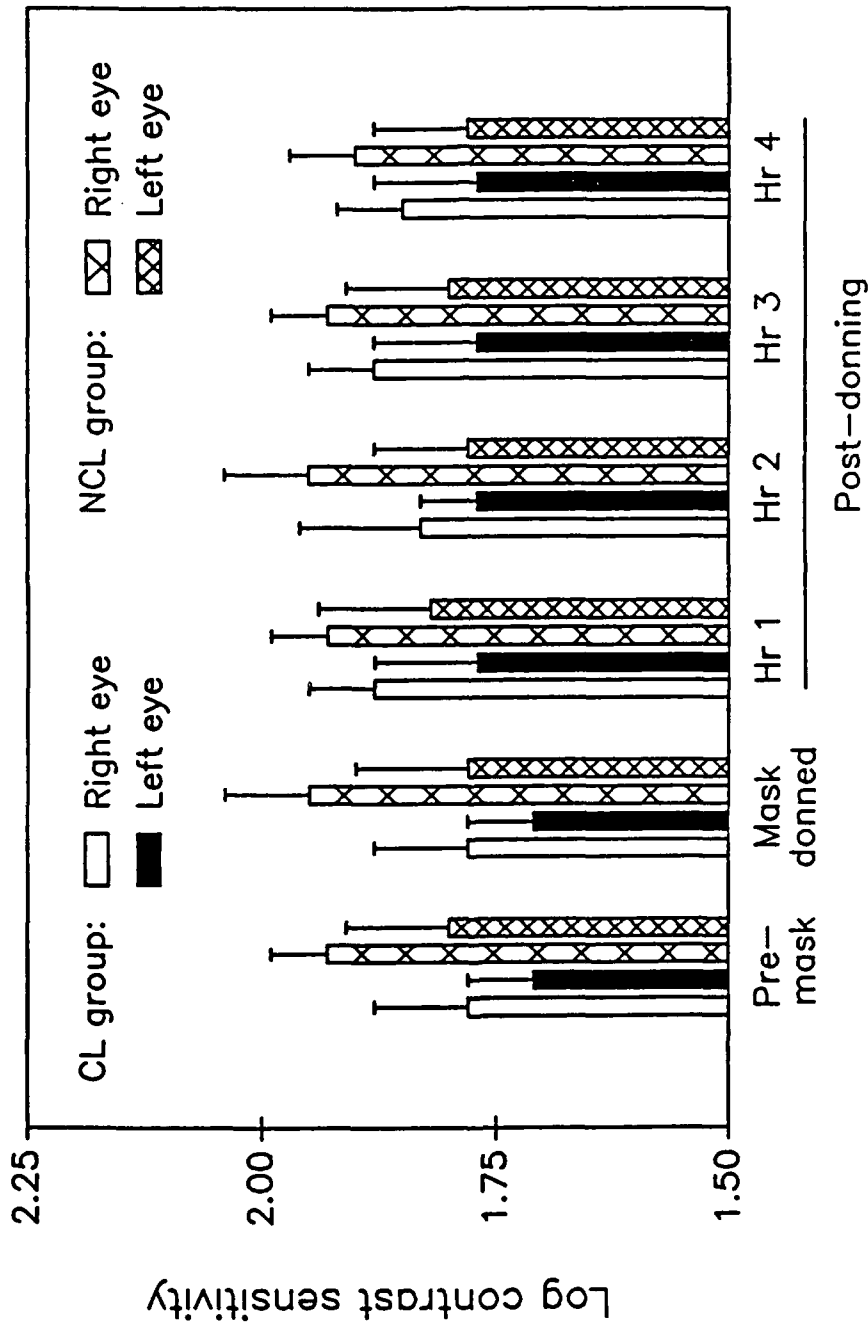 CL group: Right eye
Left eye
NCL group: Right eye
Left eye
Log contrast sensitivity
2.25
2.00
1.75
1.50
Pre-
mask
Mask
donned
Hr 1
Hr 2
Hr 3
Hr 4
Post-donning